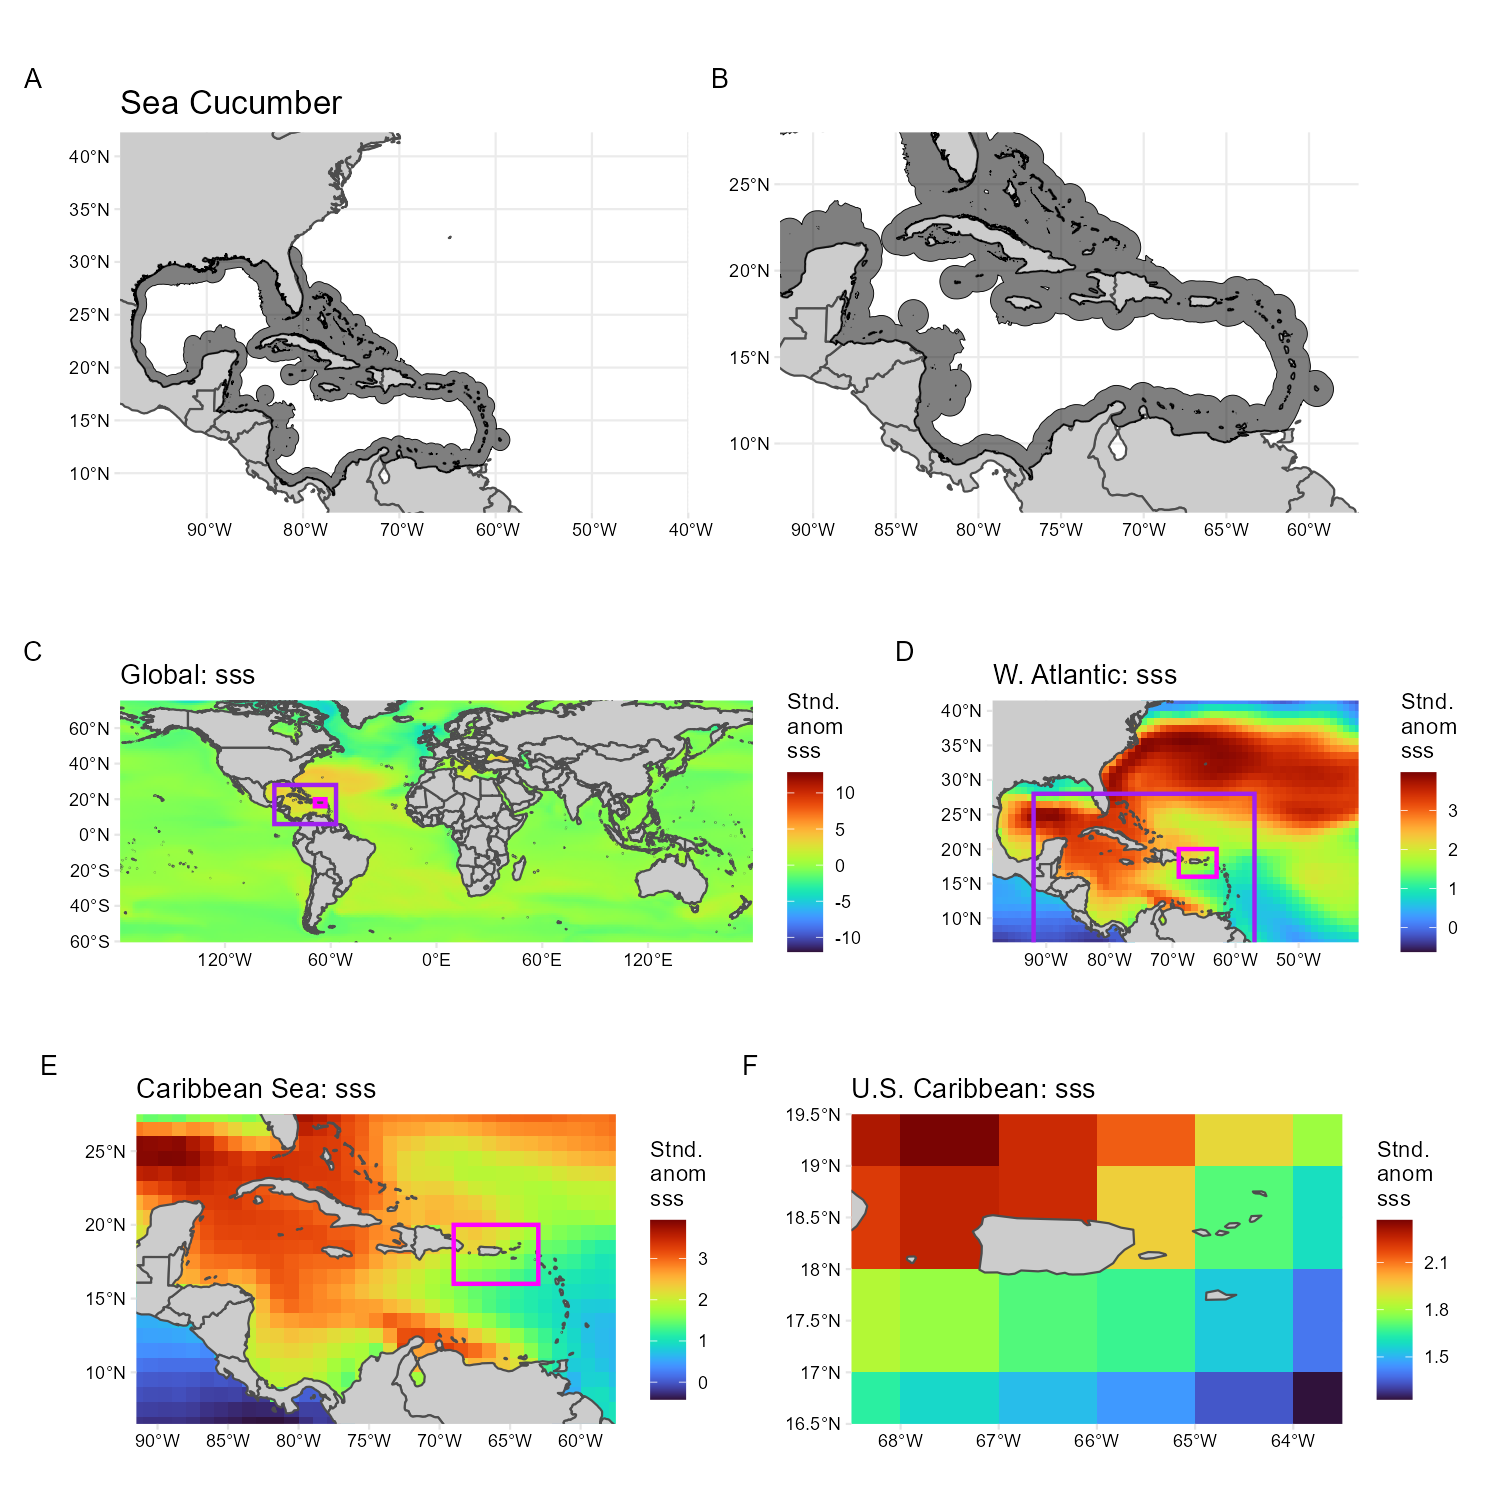 A
B
Sea Cucumber
40°N
35°N
30°N
25°N
20°N
15°N
10°N
90°W 80°W 70°W 60°W 50°W 40°W
25°N
20°N
15°N
10°N
90°W 85°W 80°W 75°W 70°W 65°W 60°W
C
Global: sss
60°N
40°N
20°N
0°N
20°S
40°S
60°S
120°W 60°W 0°E 60°E 120°E
Stnd.
anom
sss
10
5
0
-5
-10
D
W. Atlantic: sss
40°N
35°N
30°N
25°N
20°N
15°N
10°N
90°W 80°W 70°W 60°W 50°W
Stnd.
anom
sss
3
2
1
0
E
Caribbean Sea: sss
25°N
20°N
15°N
10°N
90°W 85°W 80°W 75°W 70°W 65°W 60°W
Stnd.
anom
sss
3
2
1
0
F
U.S. Caribbean: sss
19.5°N
19°N
18.5°N
18°N
17.5°N
17°N
16.5°N
68°W 67°W 66°W 65°W 64°W
Stnd.
anom
sss
2.1
1.8
1.5